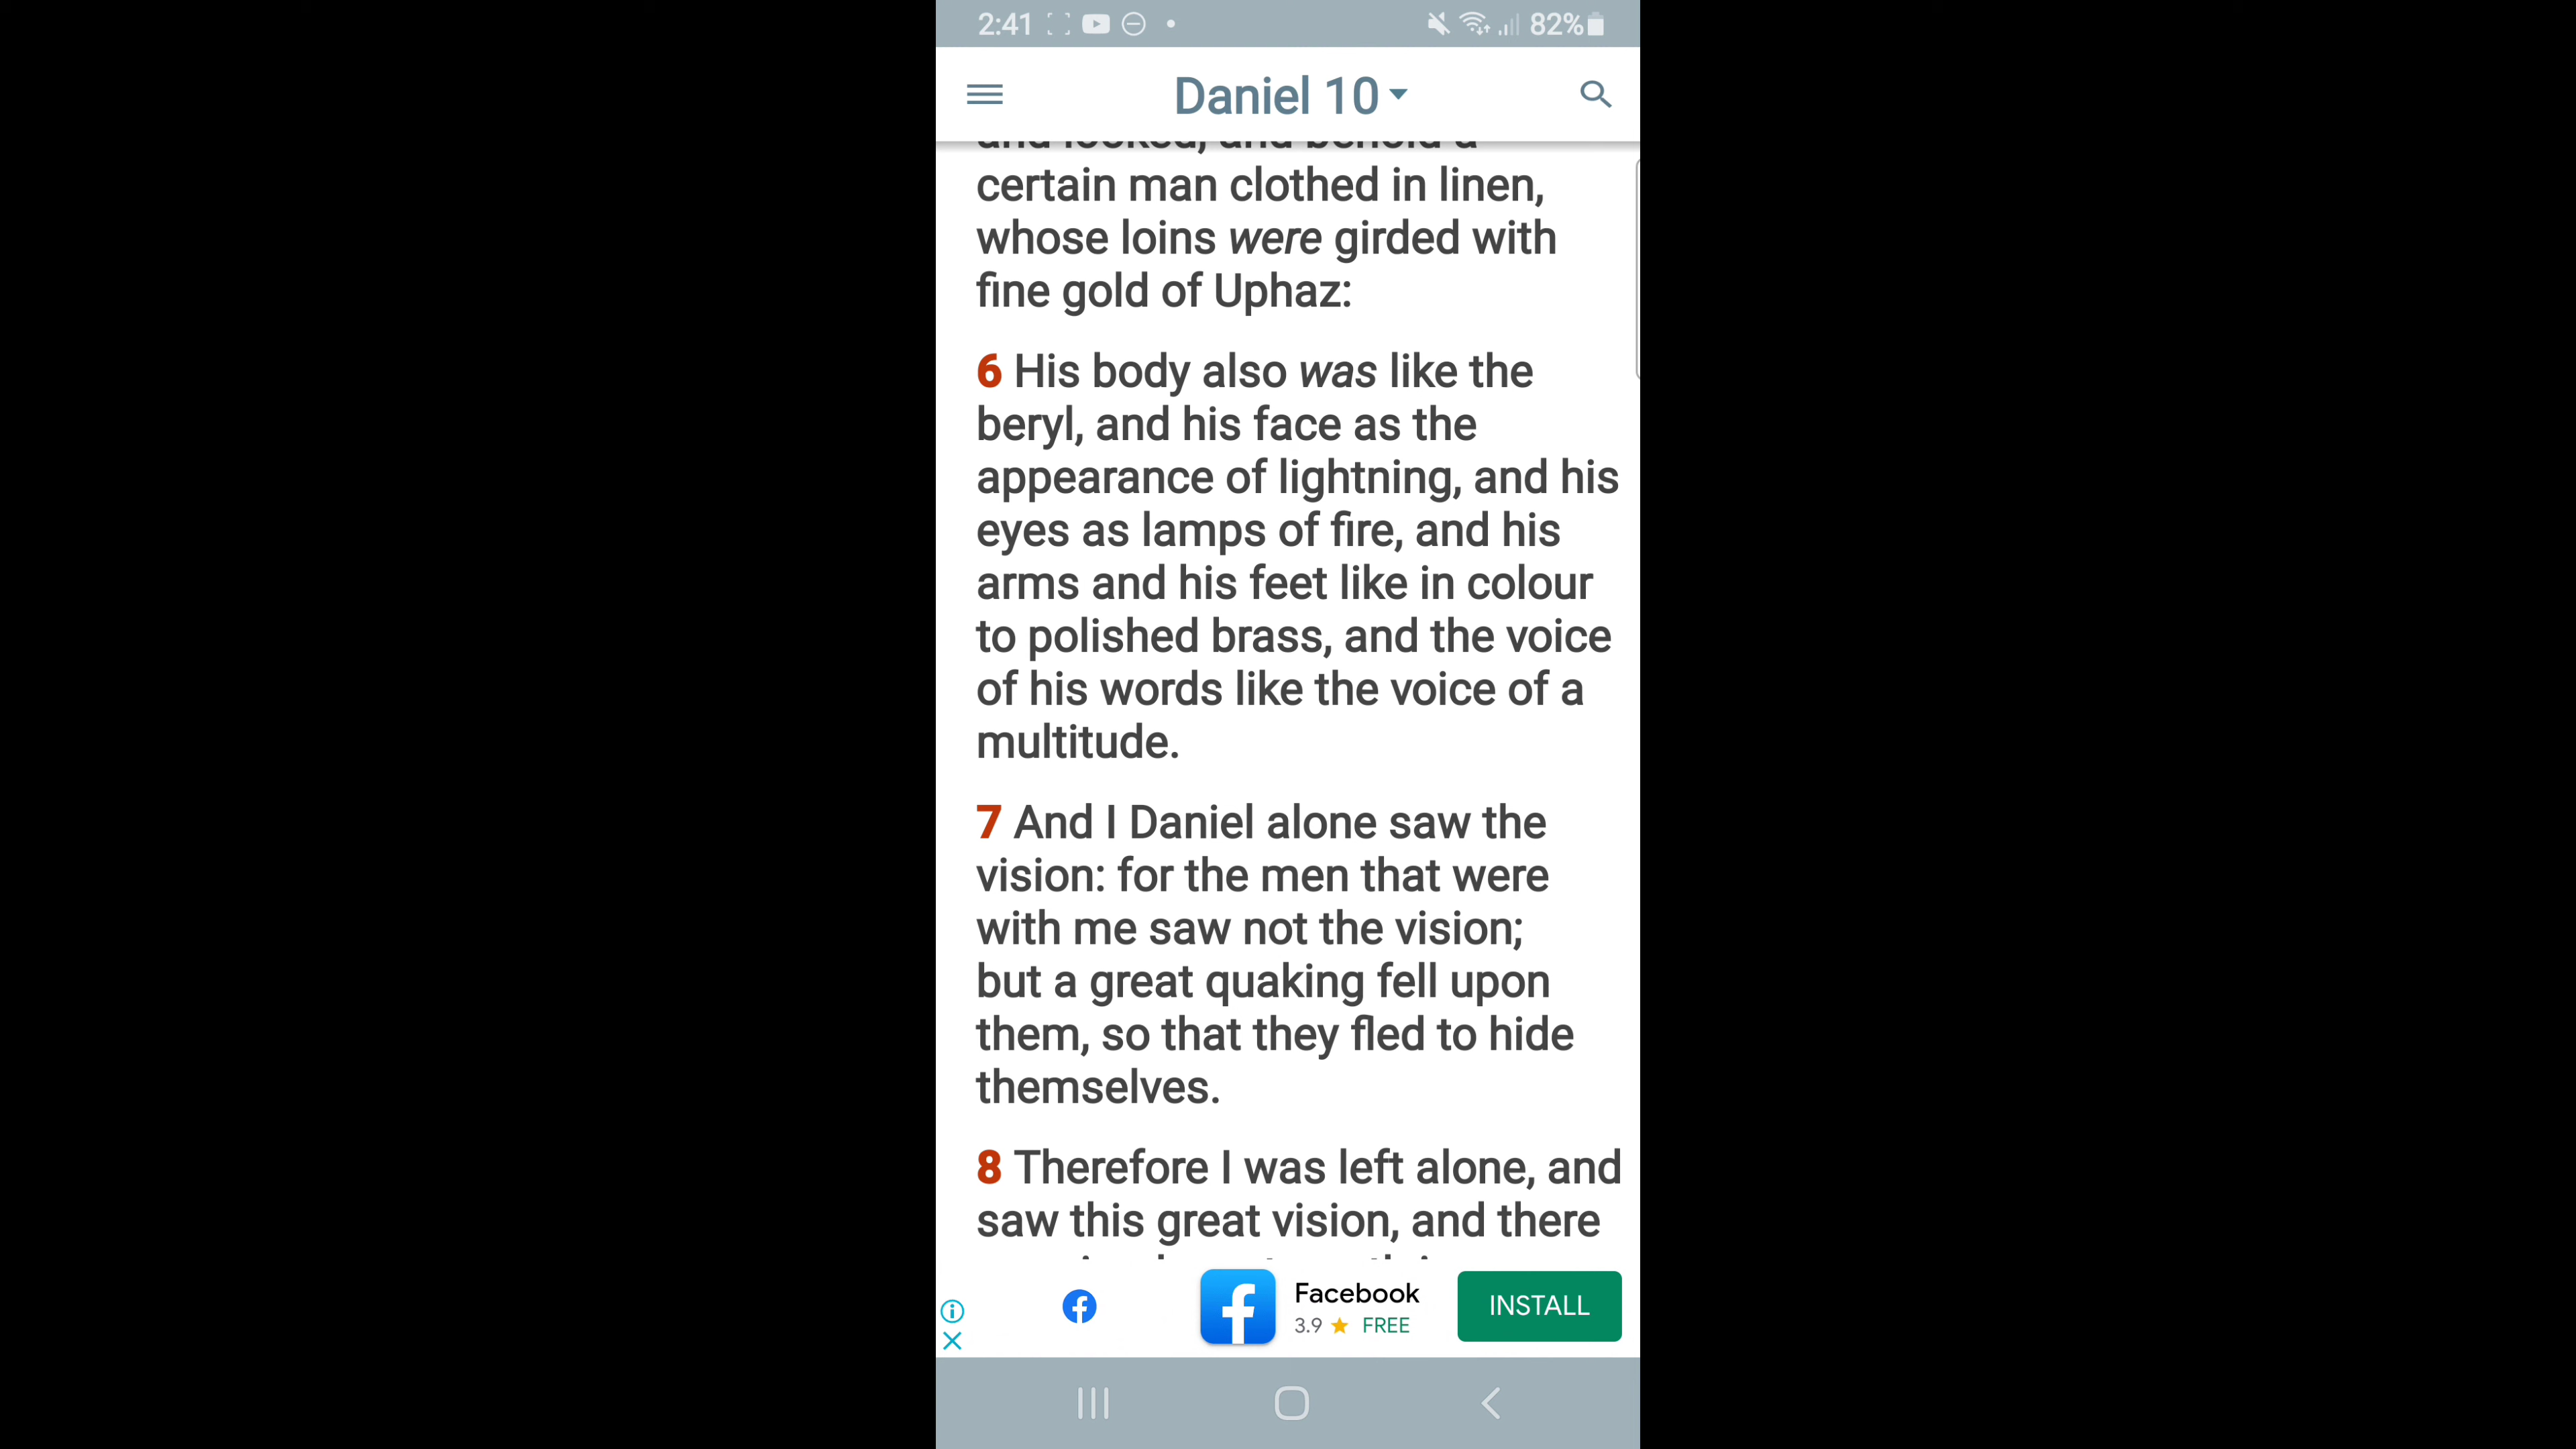 2:41 82%
Daniel 10
and looked, and behold a
certain man clothed in linen,
whose loins were girded with
fine gold of Uphaz:
6 His body also was like the
beryl, and his face as the
appearance of lightning, and his
eyes as lamps of fire, and his
arms and his feet like in colour
to polished brass, and the voice
of his words like the voice of a
multitude.
7 And I Daniel alone saw the
vision: for the men that were
with me saw not the vision;
but a great quaking fell upon
them, so that they fled to hide
themselves.
8 Therefore I was left alone, and
saw this great vision, and there
Facebook
3.9 FREE
INSTALL